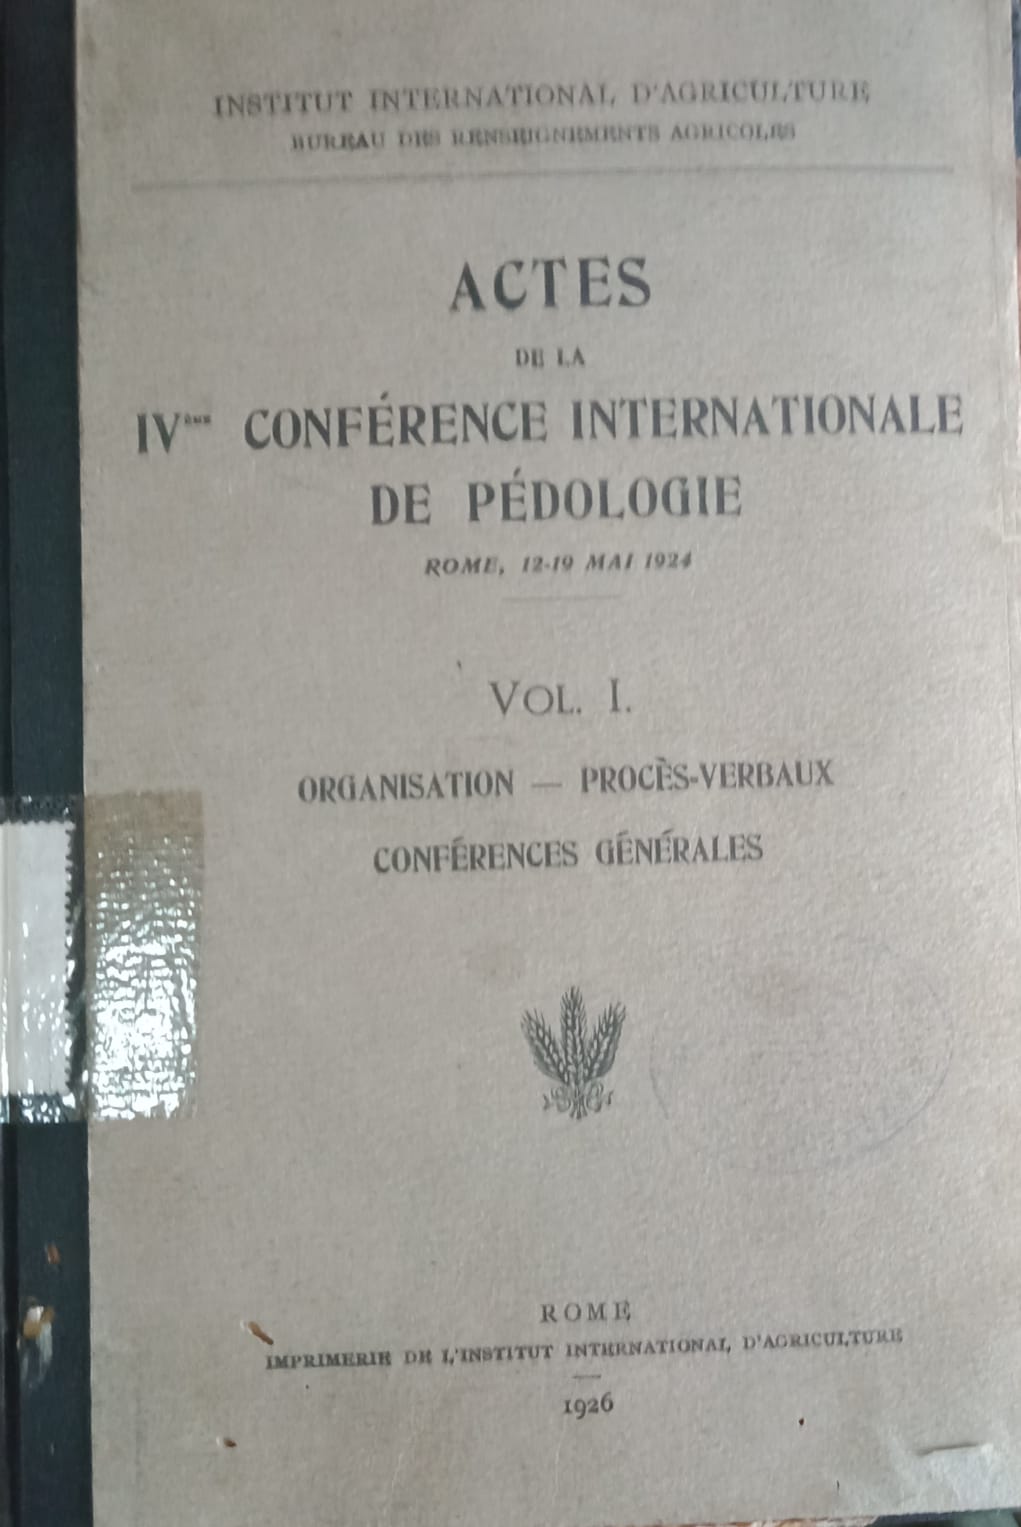 INSTITUT INTERNATIONAL D'AGRICULTURE
BUREAU DES RENSEIGNEMENTS AGRICOLES
ACTES
DE LA
IVème CONFÉRENCE INTERNATIONALE
DE PÉDOLOGIE
ROME, 12-19 MAI 1924
VOL. I.
ORGANISATION — PROCÈS-VERBAUX
CONFÉRENCES GÉNÉRALES
ROME
IMPRIMERIE DE L'INSTITUT INTERNATIONAL D'AGRICULTURE
1926